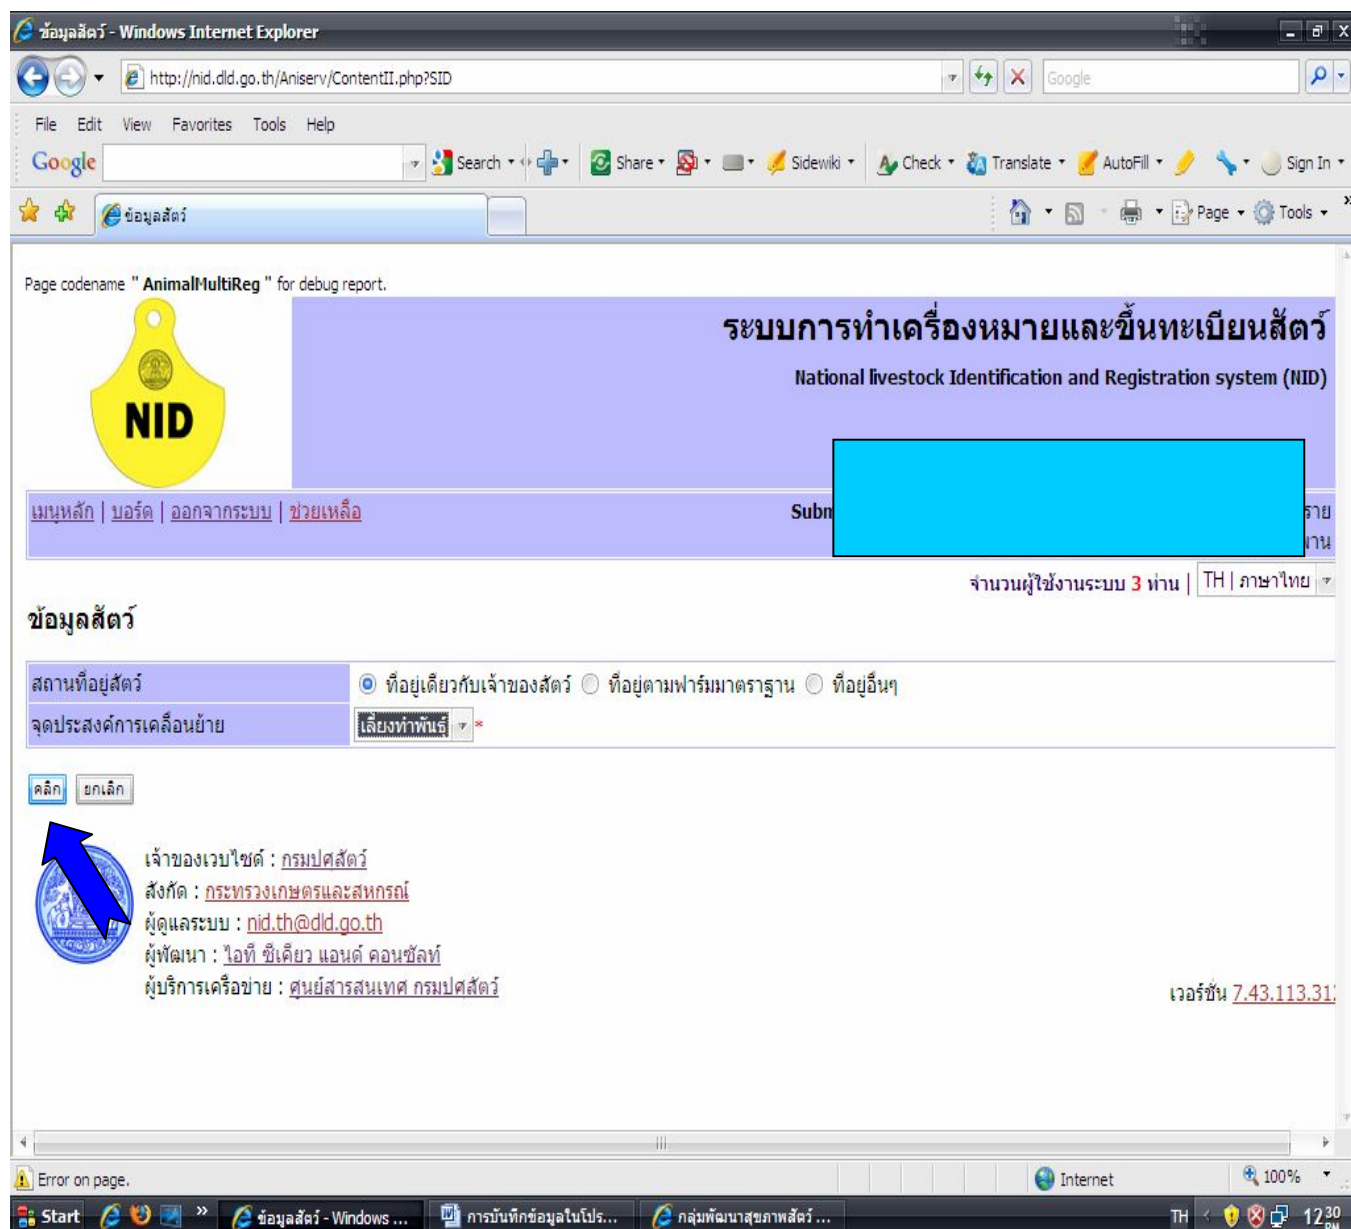 ข้อมูลสัตว์ - Windows Internet Explorer
http://nid.dld.go.th/Aniserv/ContentII.php?SID
Google
File Edit View Favorites Tools Help
Google Search Share Sidewiki Check Translate AutoFill Sign In
ข้อมูลสัตว์ Page Tools
Page codename " AnimalMultiReg " for debug report.
ระบบการทำเครื่องหมายและขึ้นทะเบียนสัตว์
National livestock Identification and Registration system (NID)
NID
เมนูหลัก | บอร์ด | ออกจากระบบ | ช่วยเหลือ
Subm
ราย
จำนวนผู้ใช้งานระบบ 3 ท่าน | TH | ภาษาไทย
ข้อมูลสัตว์
สถานที่อยู่สัตว์ ที่อยู่เดียวกับเจ้าของสัตว์ ที่อยู่ตามฟาร์มมาตราฐาน ที่อยู่อื่นๆ
จุดประสงค์การเคลื่อนย้าย เลี้ยงทำพันธุ์ *
คลิก ยกเลิก
เจ้าของเวบไซด์ : กรมปศุสัตว์
สังกัด : กระทรวงเกษตรและสหกรณ์
ผู้ดูแลระบบ : nid.th@dld.go.th
ผู้พัฒนา : ไอที ซีเคียว แอนด์ คอนซัลท์
ผู้บริการเครือข่าย : ศูนย์สารสนเทศ กรมปศุสัตว์
เวอร์ชั่น 7.43.113.31
Error on page. Internet 100%
Start ข้อมูลสัตว์ - Windows ... การบันทึกข้อมูลในโปร... กลุ่มพัฒนาสุขภาพสัตว์ ... TH 12:30 PM